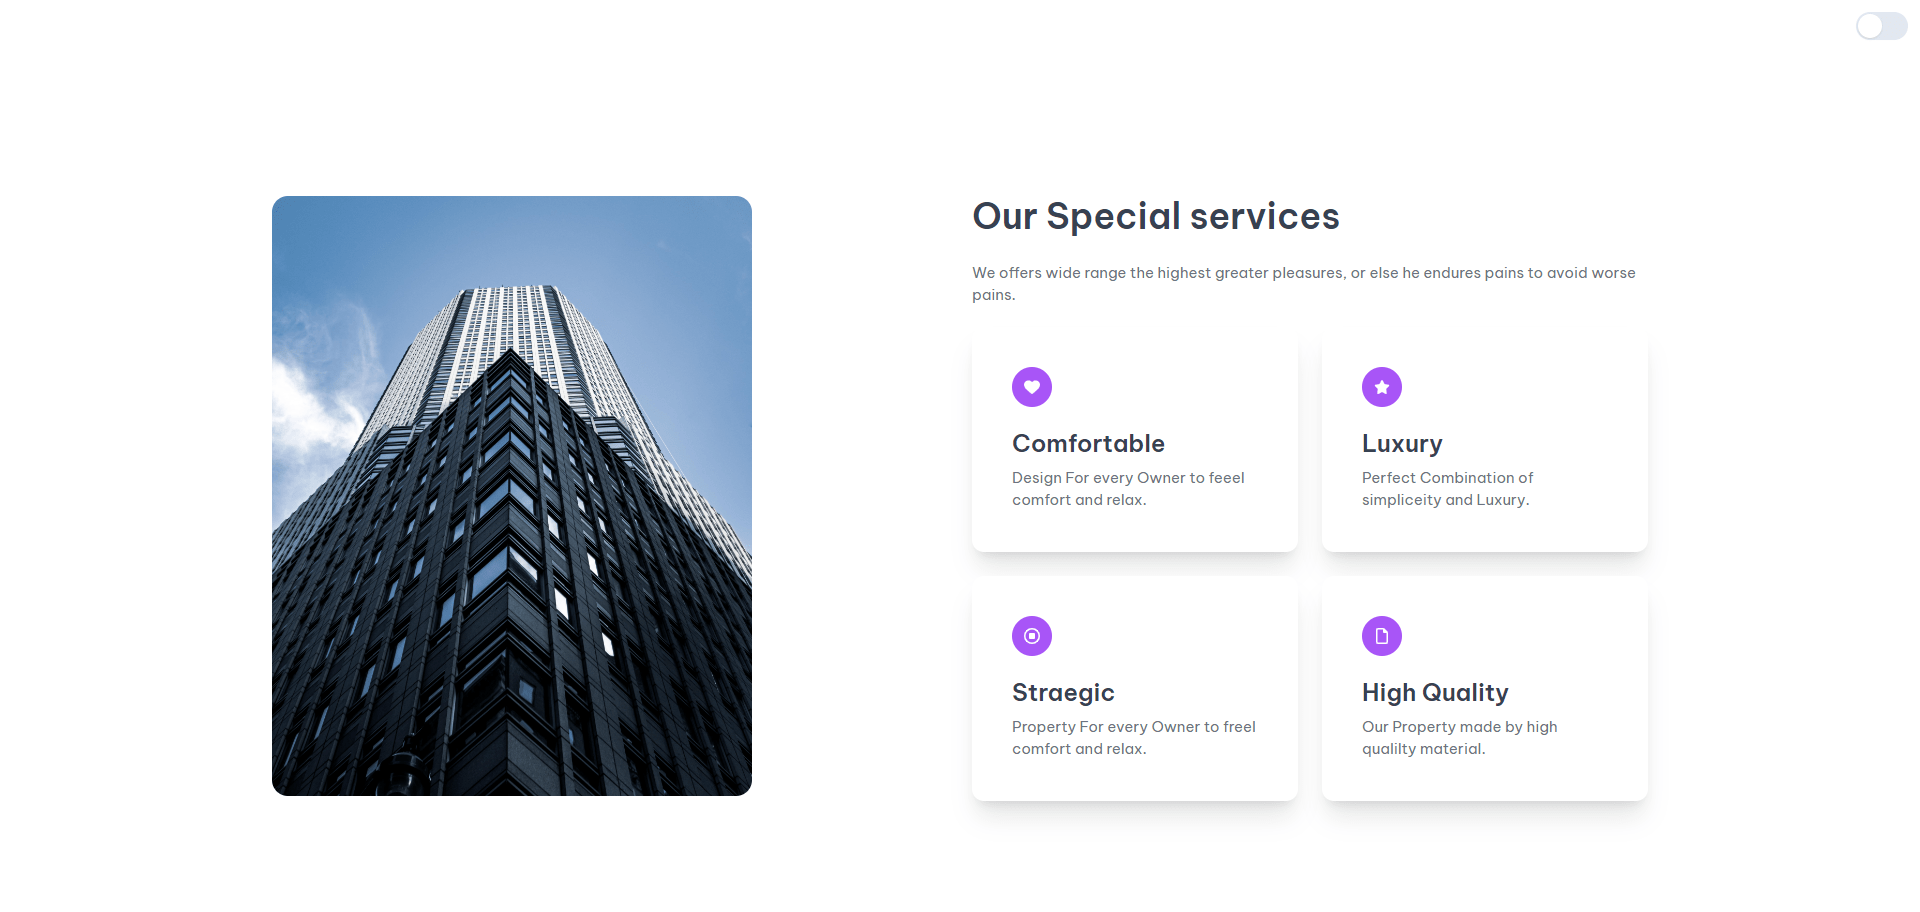 Our Special services
We offers wide range the highest greater pleasures, or else he endures pains to avoid worse
pains.
Comfortable
Design For every Owner to feeel
comfort and relax.
Luxury
Perfect Combination of
simpliceity and Luxury.
Straegic
Property For every Owner to freel
comfort and relax.
High Quality
Our Property made by high
qualilty material.